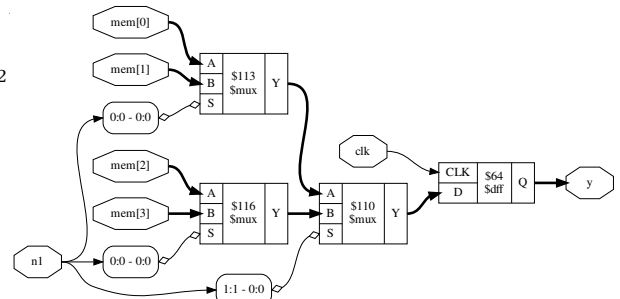 mem[0]
mem[1]
A
B
S
$113
$mux
Y
2
0:0 - 0:0
mem[2]
mem[3]
A
B
S
$116
$mux
Y
0:0 - 0:0
n1
1:1 - 0:0
A
B
S
$110
$mux
Y
clk
CLK
D
$64
$dff
Q
y